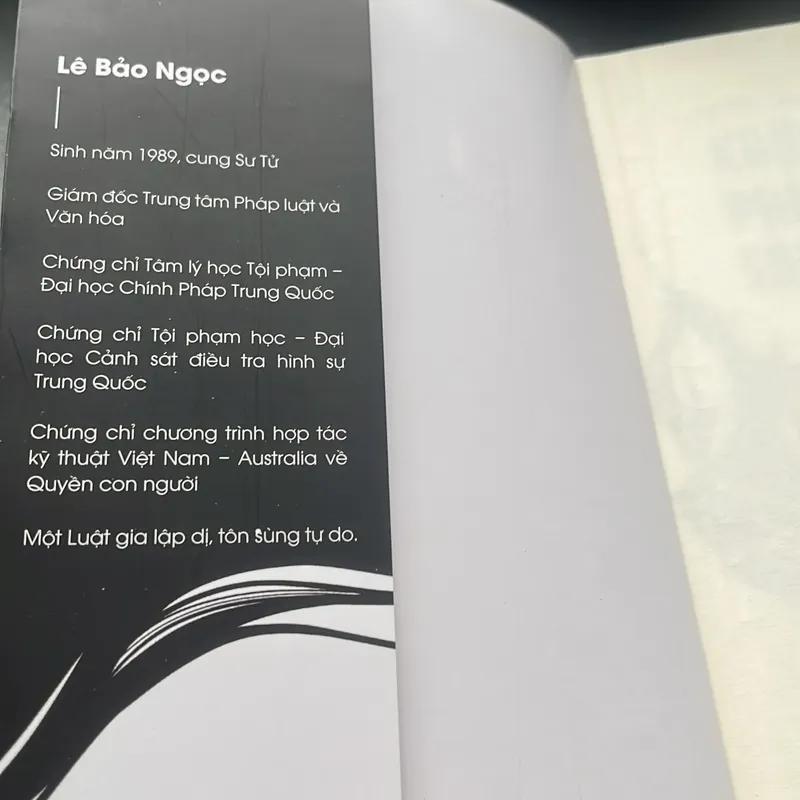 Lê Bảo Ngọc
Sinh năm 1989, cung Sư Tử
Giám đốc Trung tâm Pháp luật và
Văn hóa
Chứng chỉ Tâm lý học Tội phạm –
Đại học Chính Pháp Trung Quốc
Chứng chỉ Tội phạm học – Đại
học Cảnh sát điều tra hình sự
Trung Quốc
Chứng chỉ chương trình hợp tác
kỹ thuật Việt Nam – Australia về
Quyền con người
Một Luật gia lập dị, tôn sùng tự do.